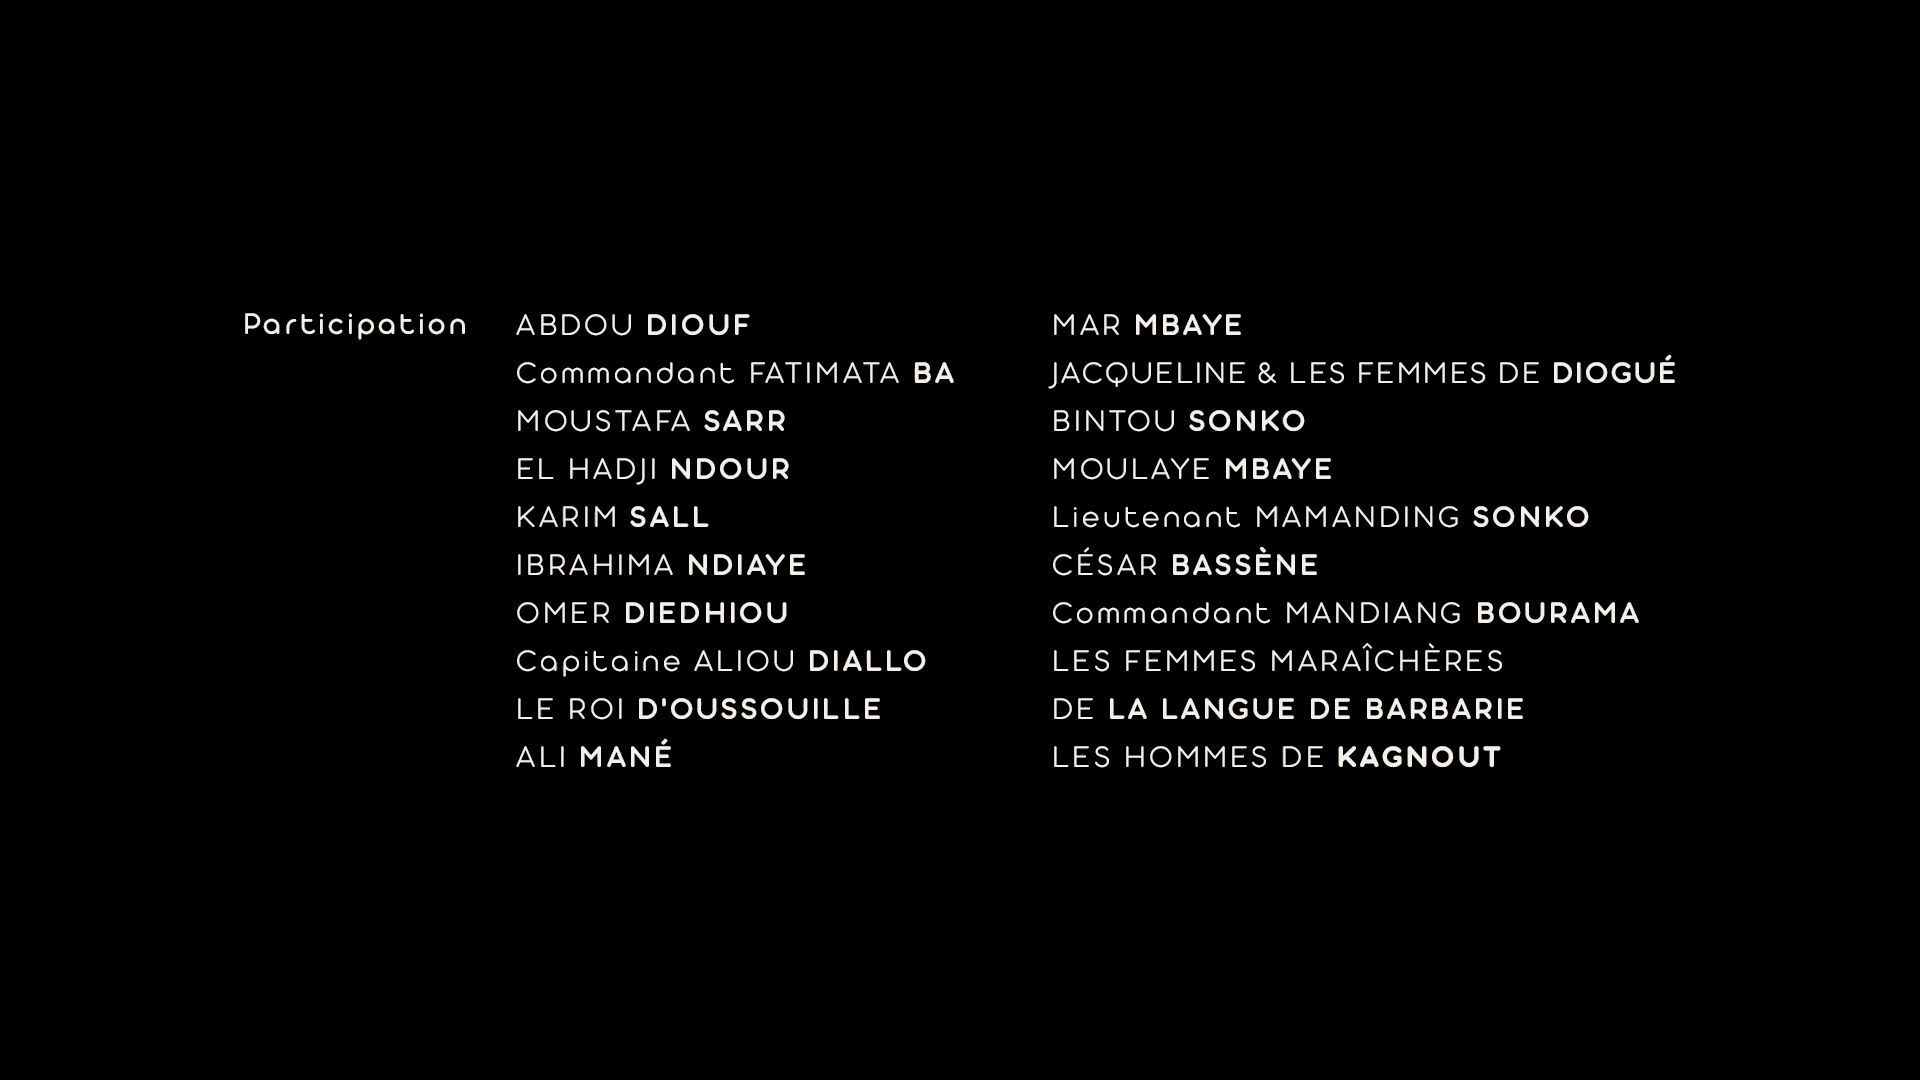 Participation
ABDOU DIOUF
Commandant FATIMATA BA
MOUSTAFA SARR
EL HADJI NDOUR
KARIM SALL
IBRAHIMA NDIAYE
OMER DIEDHIOU
Capitaine ALIOU DIALLO
LE ROI D'OUSSOUILLE
ALI MANÉ
MAR MBAYE
JACQUELINE & LES FEMMES DE DIOGUÉ
BINTOU SONKO
MOULAYE MBAYE
Lieutenant MAMANDING SONKO
CÉSAR BASSÈNE
Commandant MANDIANG BOURAMA
LES FEMMES MARAÎCHÈRES
DE LA LANGUE DE BARBARIE
LES HOMMES DE KAGNOUT